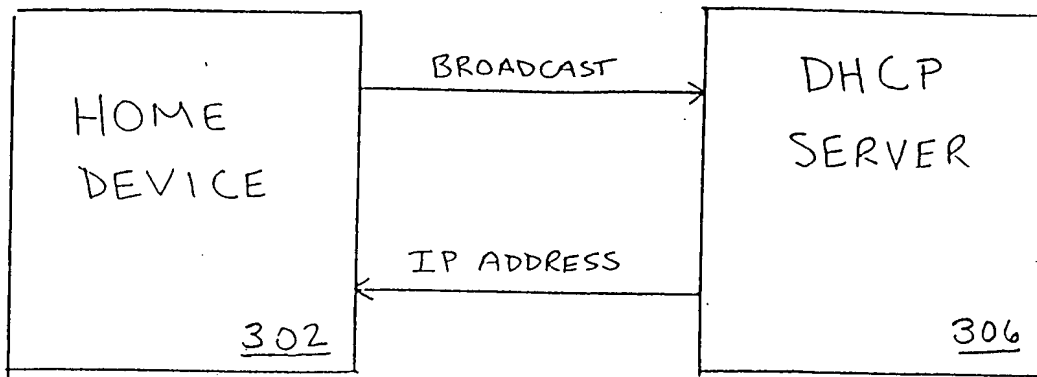 HOME
DEVICE
302
BROADCAST
IP ADDRESS
DHCP
SERVER
306